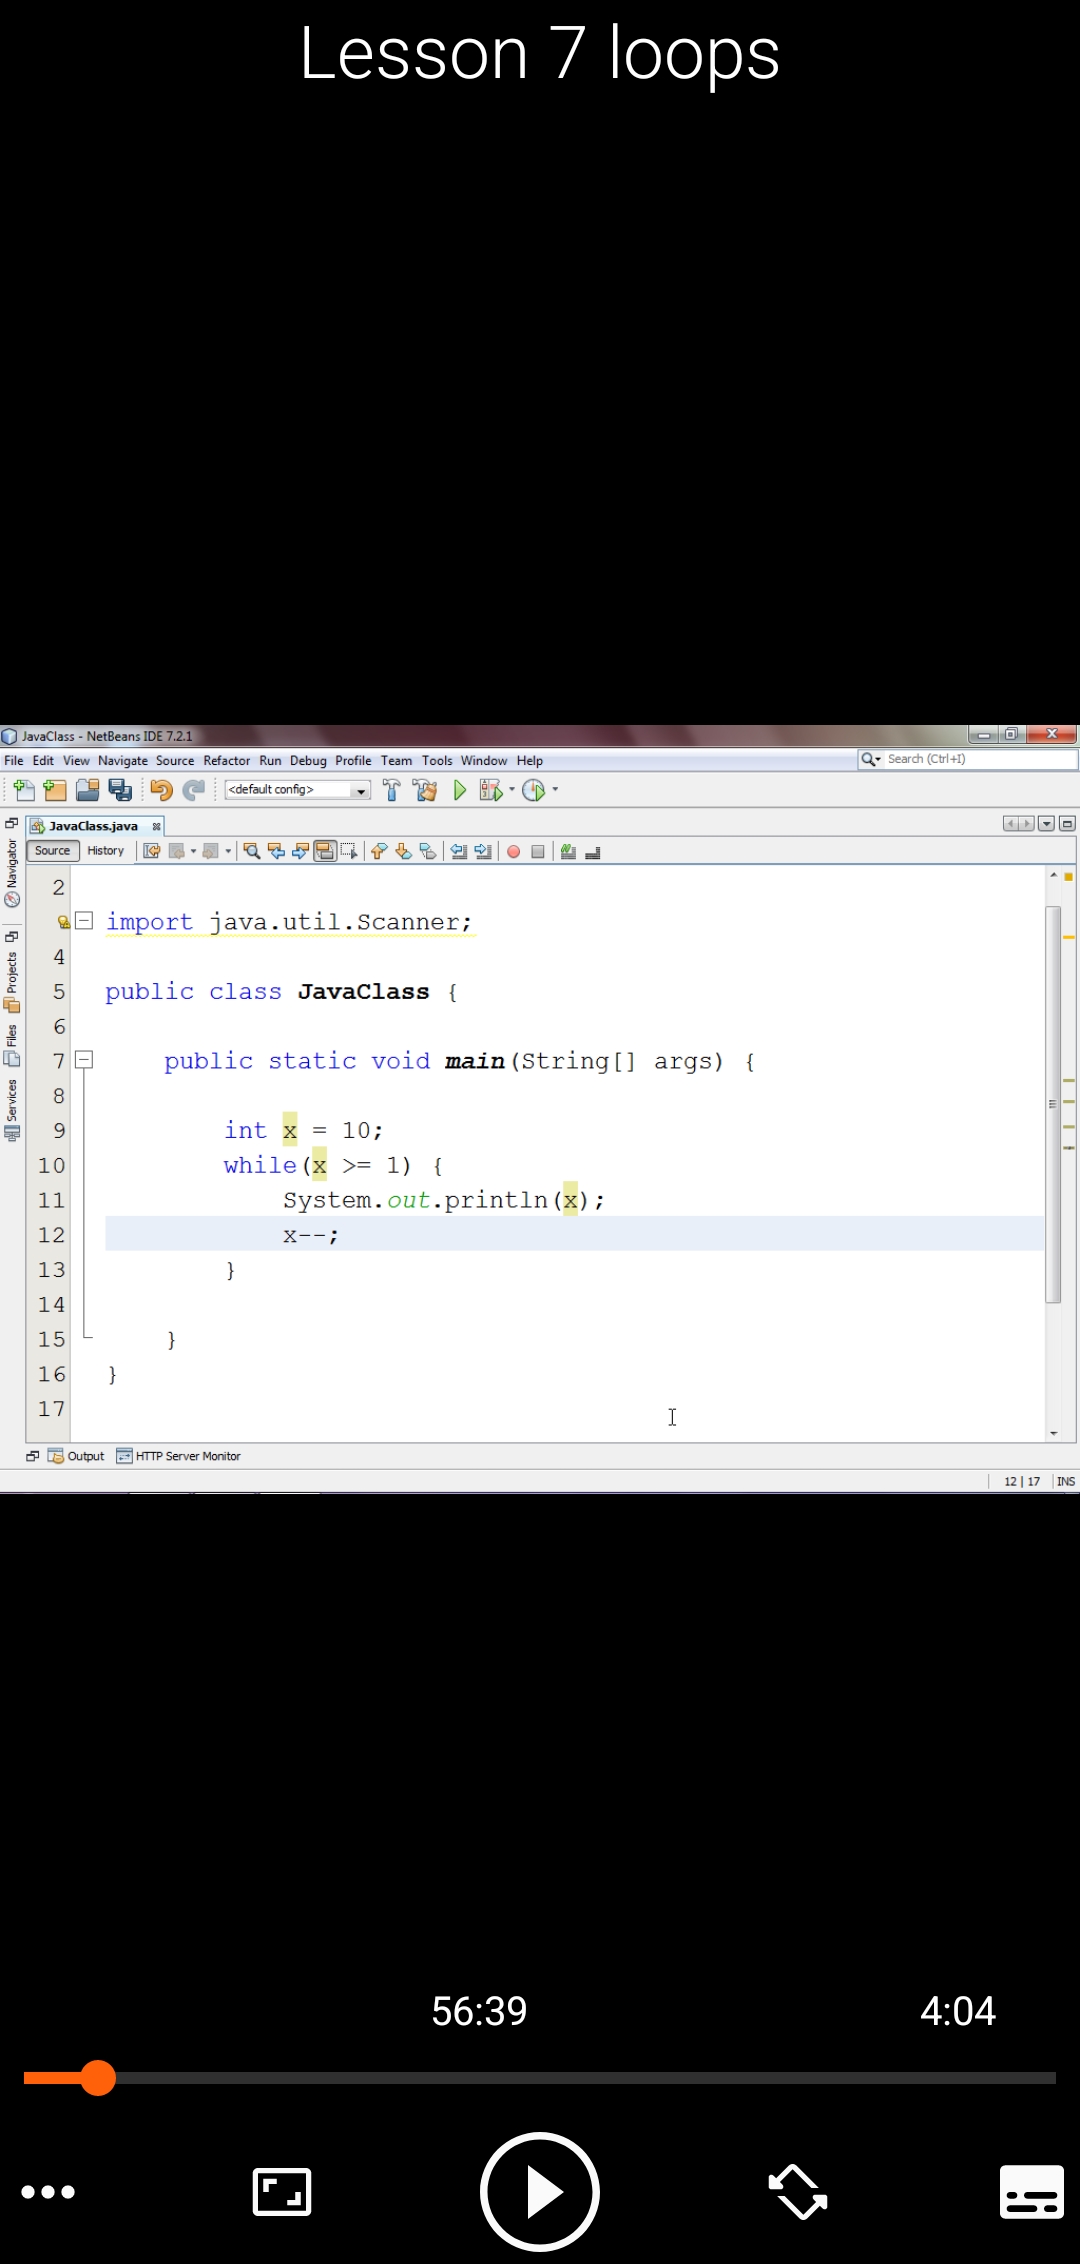 Lesson 7 loops
JavaClass - NetBeans IDE 7.2.1
File Edit View Navigate Source Refactor Run Debug Profile Team Tools Window Help
Search (Ctrl+I)
<default config>
JavaClass.java
Source History
Navigator
Projects
Files
Services
2
import java.util.Scanner;
4
5 public class JavaClass {
6
7 public static void main(String[] args) {
8
9 int x = 10;
10 while(x >= 1) {
11 System.out.println(x);
12 x--;
13 }
14
15 }
16 }
17
Output HTTP Server Monitor
12 | 17 INS
56:39 4:04